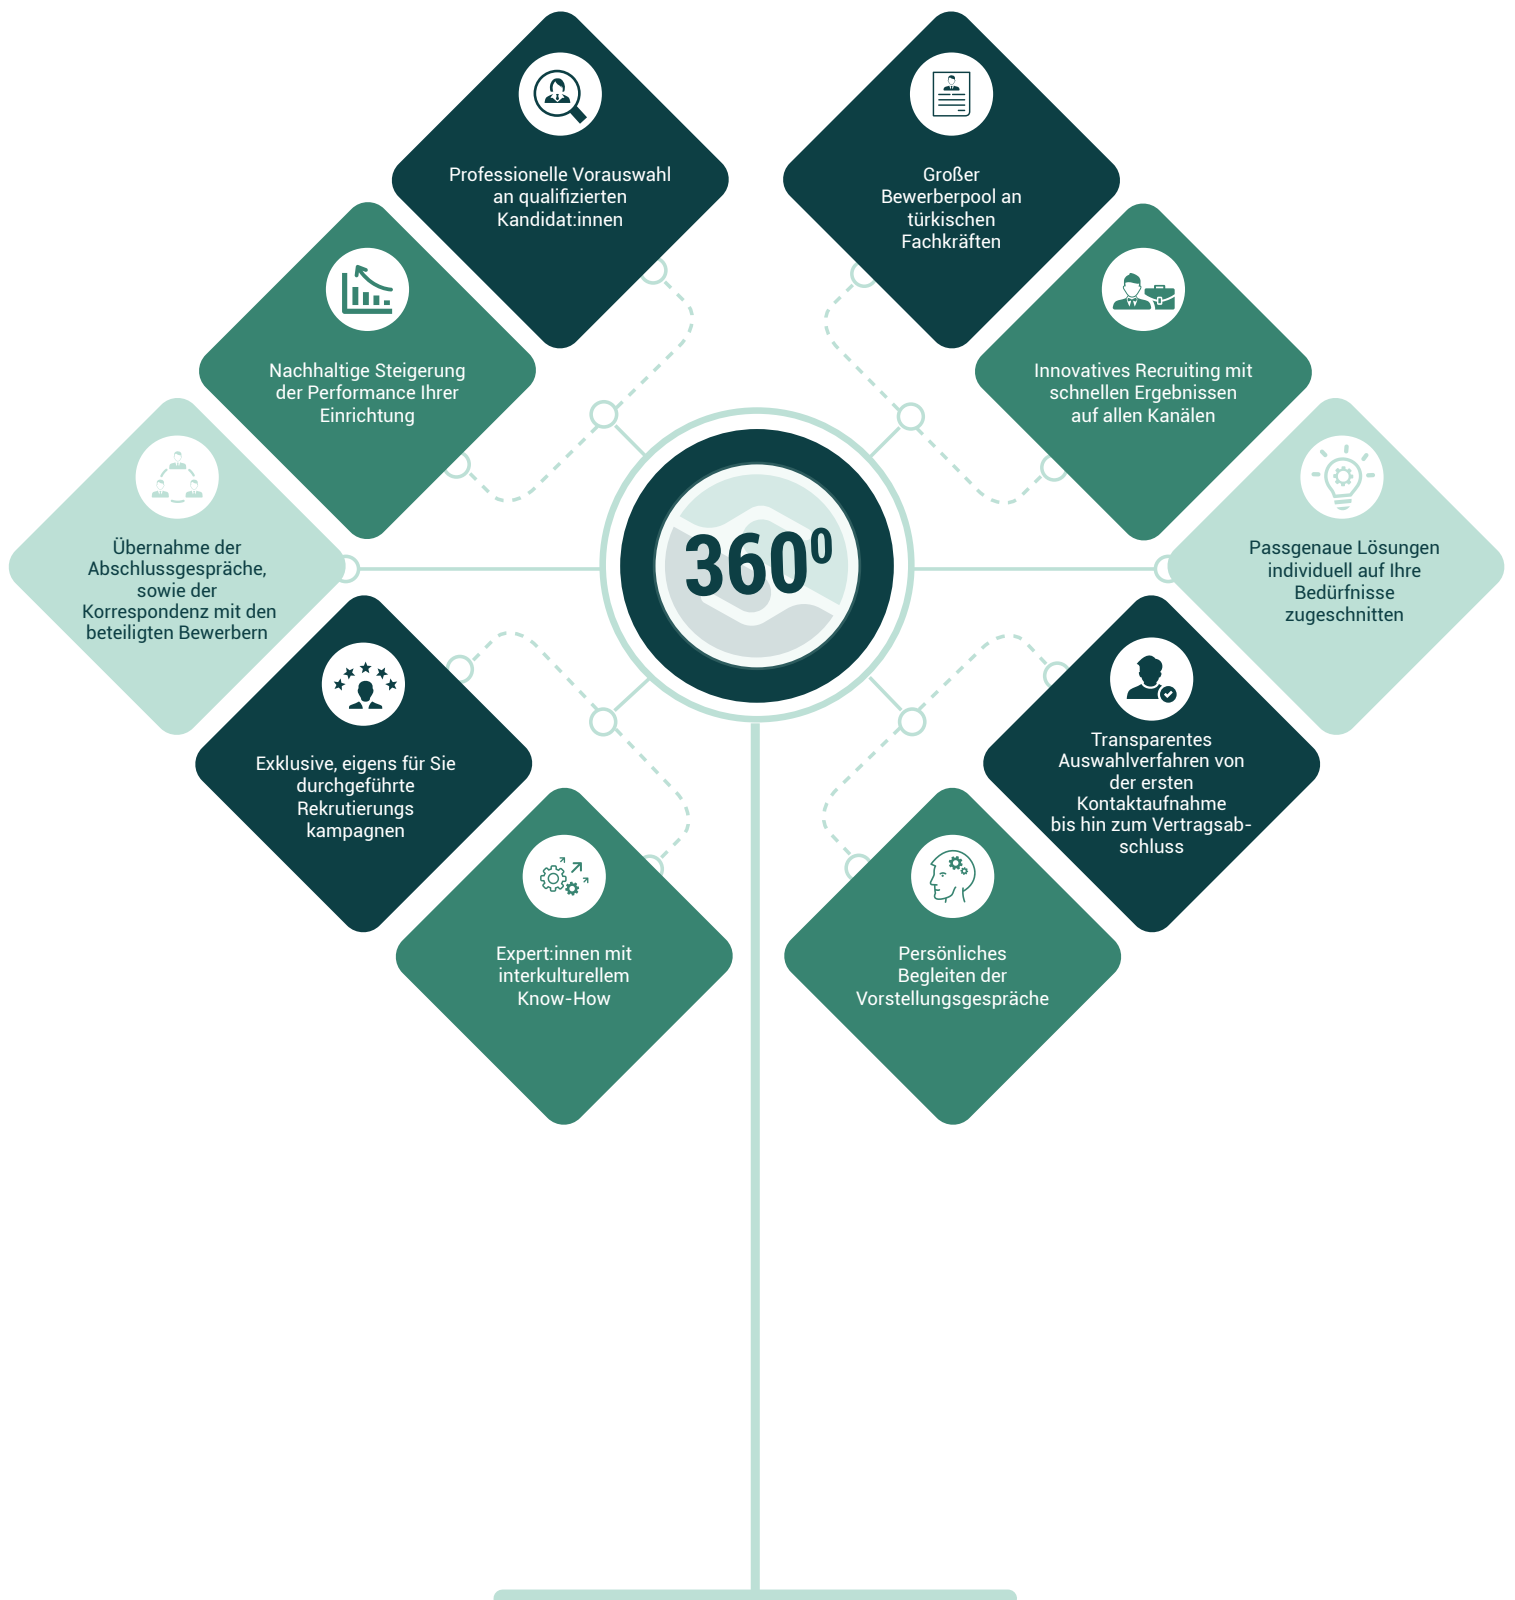 Professionelle Vorauswahl
an qualifizierten
Kandidat:innen
Großer
Bewerberpool an
türkischen
Fachkräften
Nachhaltige Steigerung
der Performance Ihrer
Einrichtung
Innovatives Recruiting mit
schnellen Ergebnissen
auf allen Kanälen
Übernahme der
Abschlussgespräche,
sowie der
Korrespondenz mit den
beteiligten Bewerbern
360⁰
Passgenaue Lösungen
individuell auf Ihre
Bedürfnisse
zugeschnitten
Exklusive, eigens für Sie
durchgeführte
Rekrutierungs
kampagnen
Transparentes
Auswahlverfahren von
der ersten
Kontaktaufnahme
bis hin zum Vertragsab-
schluss
Expert:innen mit
interkulturellem
Know-How
Persönliches
Begleiten der
Vorstellungsgespräche